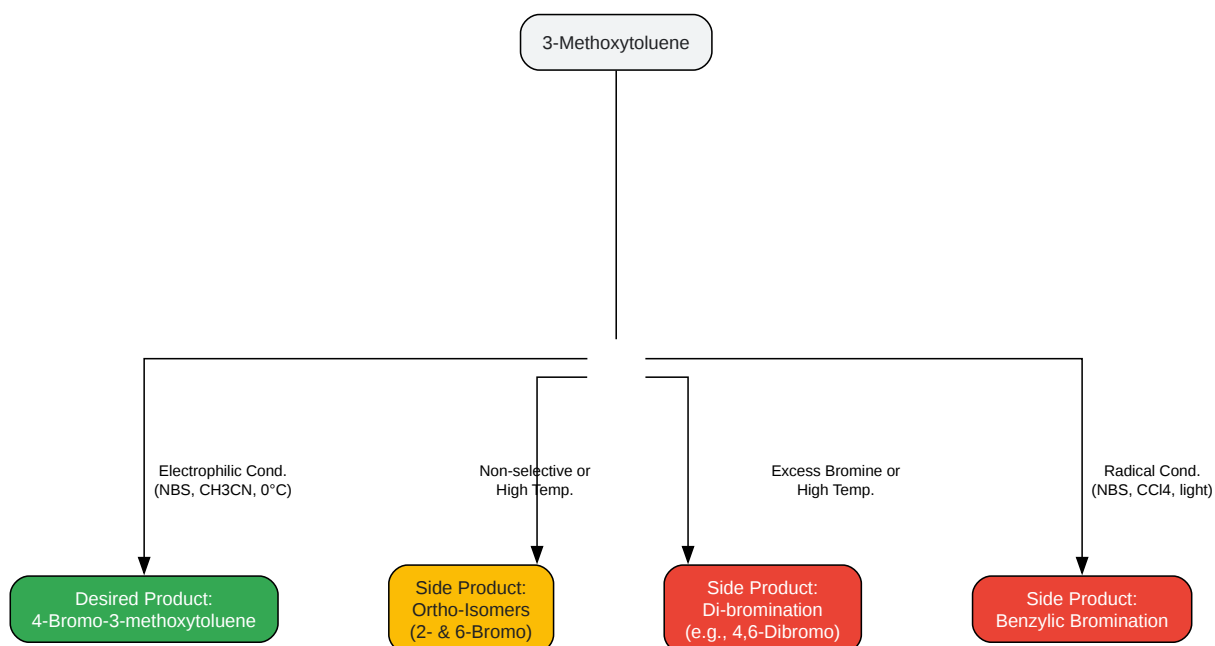 3-Methoxytoluene
Electrophilic Cond.
(NBS, CH3CN, 0°C)
Non-selective or
High Temp.
Excess Bromine or
High Temp.
Radical Cond.
(NBS, CCl4, light)
Desired Product:
4-Bromo-3-methoxytoluene
Side Product:
Ortho-Isomers
(2- & 6-Bromo)
Side Product:
Di-bromination
(e.g., 4,6-Dibromo)
Side Product:
Benzylic Bromination